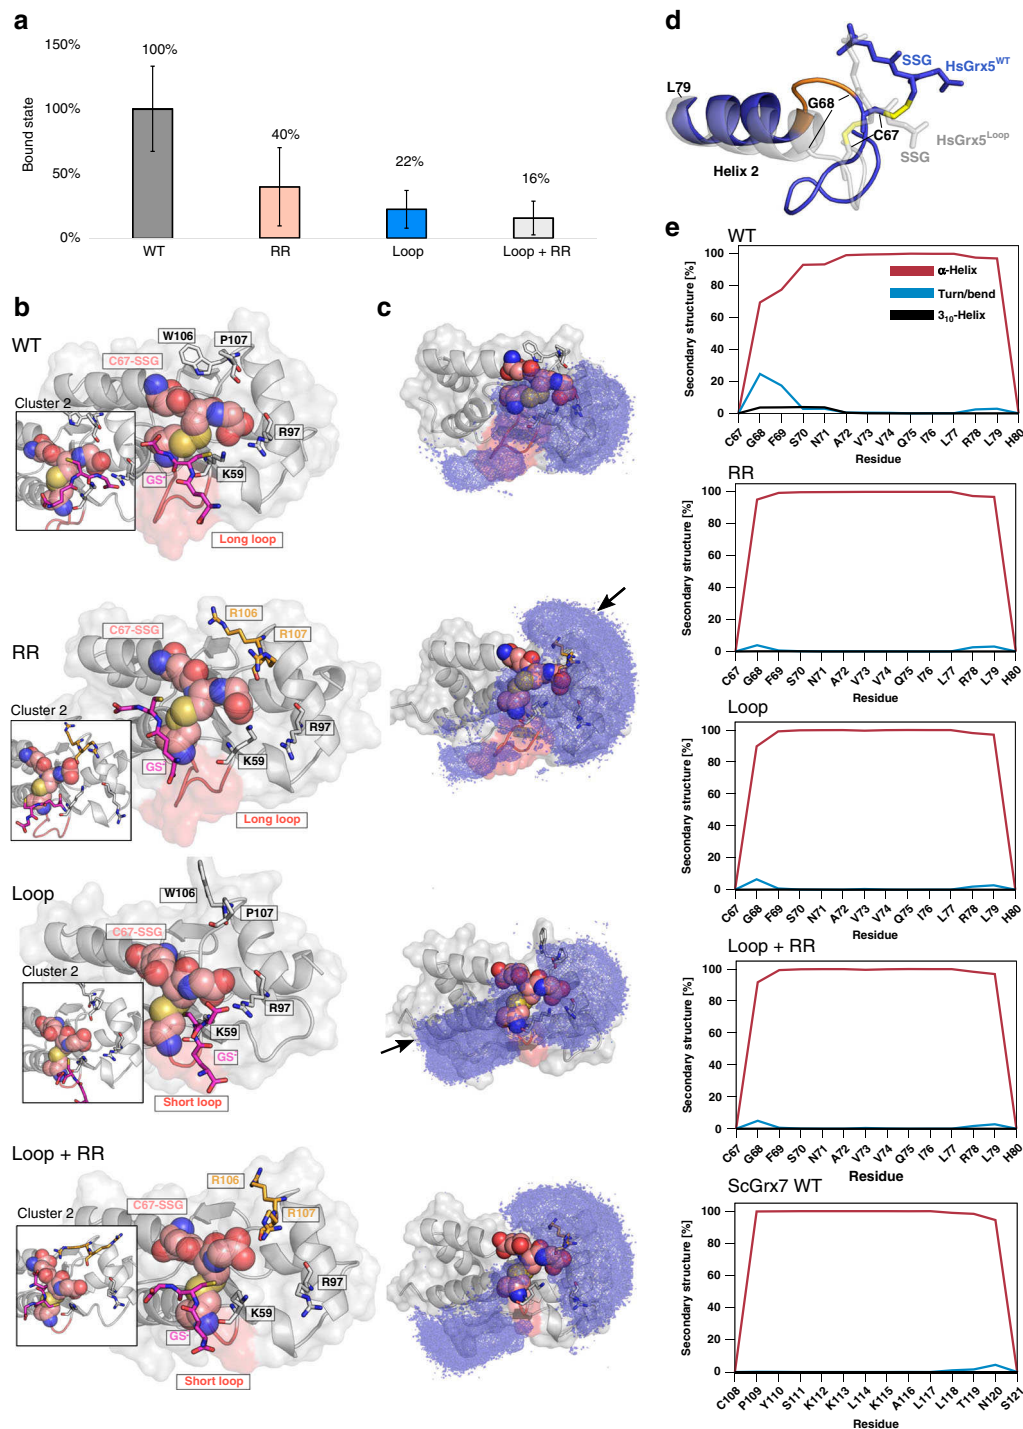 a
150%
100%
50%
0%
Bound state
100%
40%
22%
16%
WT
RR
Loop
Loop + RR
b
WT
W106
P107
C67-SSG
Cluster 2
R97
K59
GS-
Long loop
RR
R106
C67-SSG
R107
Cluster 2
R97
K59
GS-
Long loop
Loop
W106
P107
C67-SSG
Cluster 2
R97
K59
GS-
Short loop
Loop + RR
R106
C67-SSG
R107
Cluster 2
R97
K59
GS-
Short loop
c
d
SSG
HsGrx5WT
L79
G68
C67
HsGrx5Loop
SSG
Helix 2
e
WT
Secondary structure [%]
100
80
60
40
20
0
α-Helix
Turn/bend
3₁₀-Helix
C67 G68 F69 S70 N71 A72 V73 V74 Q75 I76 L77 R78 L79 H80
Residue
RR
Secondary structure [%]
100
80
60
40
20
0
C67 G68 F69 S70 N71 A72 V73 V74 Q75 I76 L77 R78 L79 H80
Residue
Loop
Secondary structure [%]
100
80
60
40
20
0
C67 G68 F69 S70 N71 A72 V73 V74 Q75 I76 L77 R78 L79 H80
Residue
Loop + RR
Secondary structure [%]
100
80
60
40
20
0
C67 G68 F69 S70 N71 A72 V73 V74 Q75 I76 L77 R78 L79 H80
Residue
ScGrx7 WT
Secondary structure [%]
100
80
60
40
20
0
C108 P109 Y110 S111 K112 K113 L114 K115 A116 L117 L118 T119 N120 S121
Residue